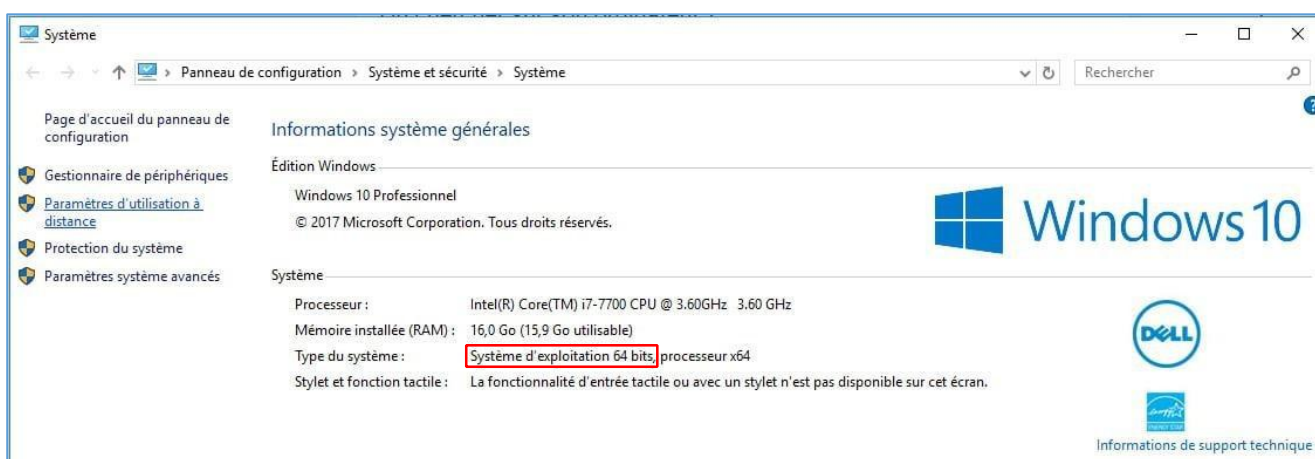 Système
Panneau de configuration > Système et sécurité > Système
Rechercher
Page d'accueil du panneau de
configuration
Gestionnaire de périphériques
Paramètres d'utilisation à
distance
Protection du système
Paramètres système avancés
Informations système générales
Édition Windows
Windows 10 Professionnel
© 2017 Microsoft Corporation. Tous droits réservés.
Windows 10
Système
Processeur : Intel(R) Core(TM) i7-7700 CPU @ 3.60GHz 3.60 GHz
Mémoire installée (RAM) : 16,0 Go (15,9 Go utilisable)
Type du système : Système d'exploitation 64 bits, processeur x64
Stylet et fonction tactile : La fonctionnalité d'entrée tactile ou avec un stylet n'est pas disponible sur cet écran.
DELL
Informations de support technique